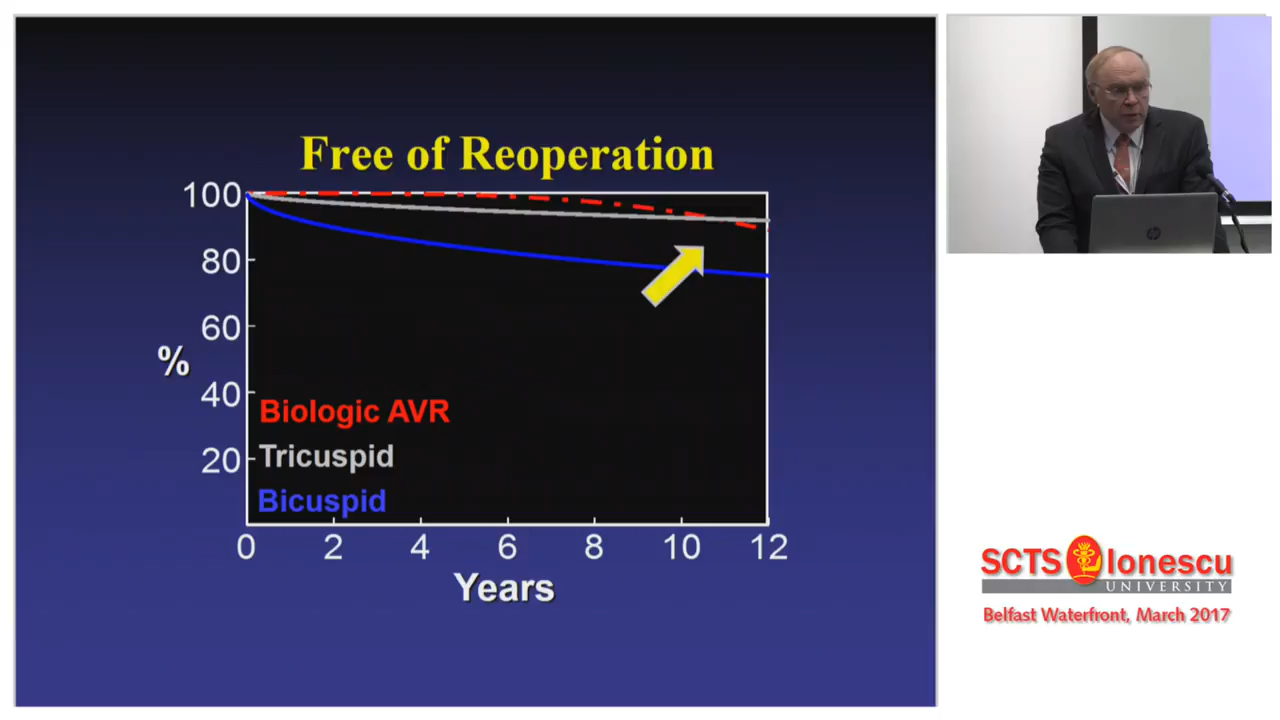 Free of Reoperation
100
80
60
%
40
20
Biologic AVR
Tricuspid
Bicuspid
0 2 4 6 8 10 12
Years
SCTS Ionescu
UNIVERSITY
Belfast Waterfront, March 2017